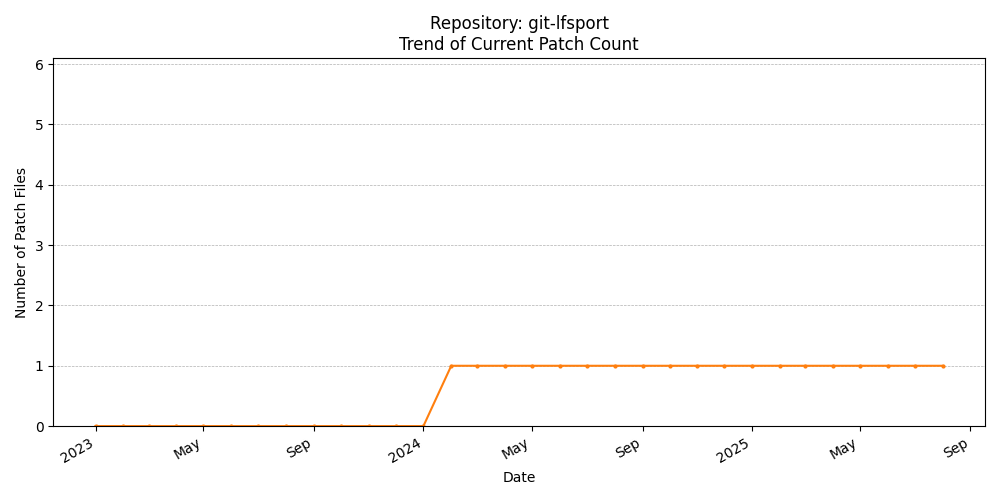 Repository: git-lfsport
Trend of Current Patch Count
Number of Patch Files
6
5
4
3
2
1
0
2023
May
Sep
2024
May
Sep
2025
May
Sep
Date